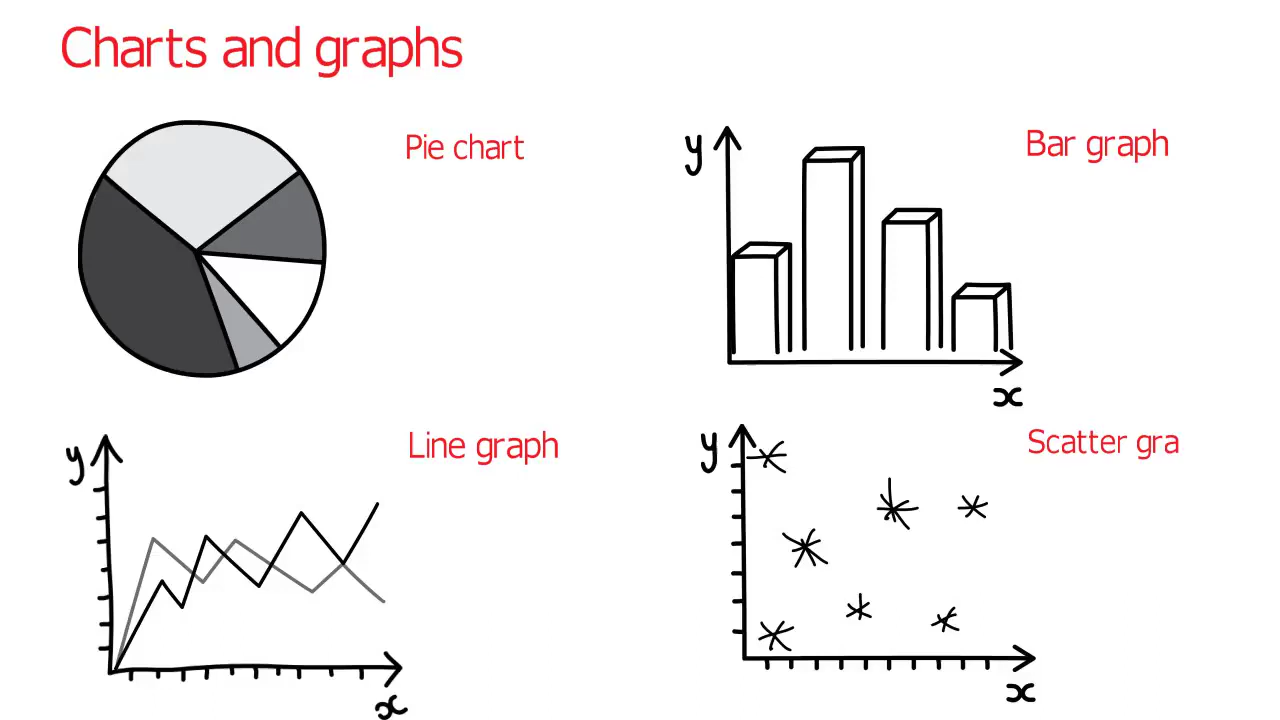 Charts and graphs
Pie chart
y
Bar graph
x
y
Line graph
x
y
Scatter gra
x